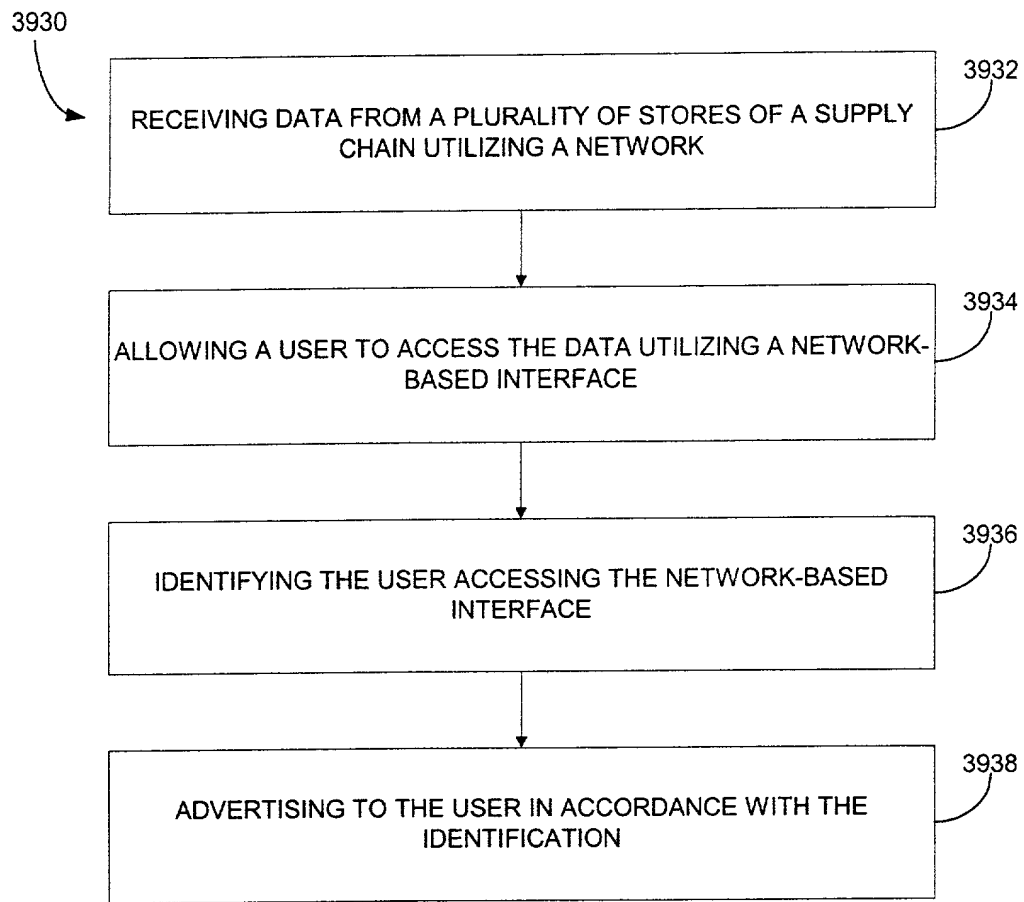 3930
3932
RECEIVING DATA FROM A PLURALITY OF STORES OF A SUPPLY
CHAIN UTILIZING A NETWORK
3934
ALLOWING A USER TO ACCESS THE DATA UTILIZING A NETWORK-
BASED INTERFACE
3936
IDENTIFYING THE USER ACCESSING THE NETWORK-BASED
INTERFACE
3938
ADVERTISING TO THE USER IN ACCORDANCE WITH THE
IDENTIFICATION